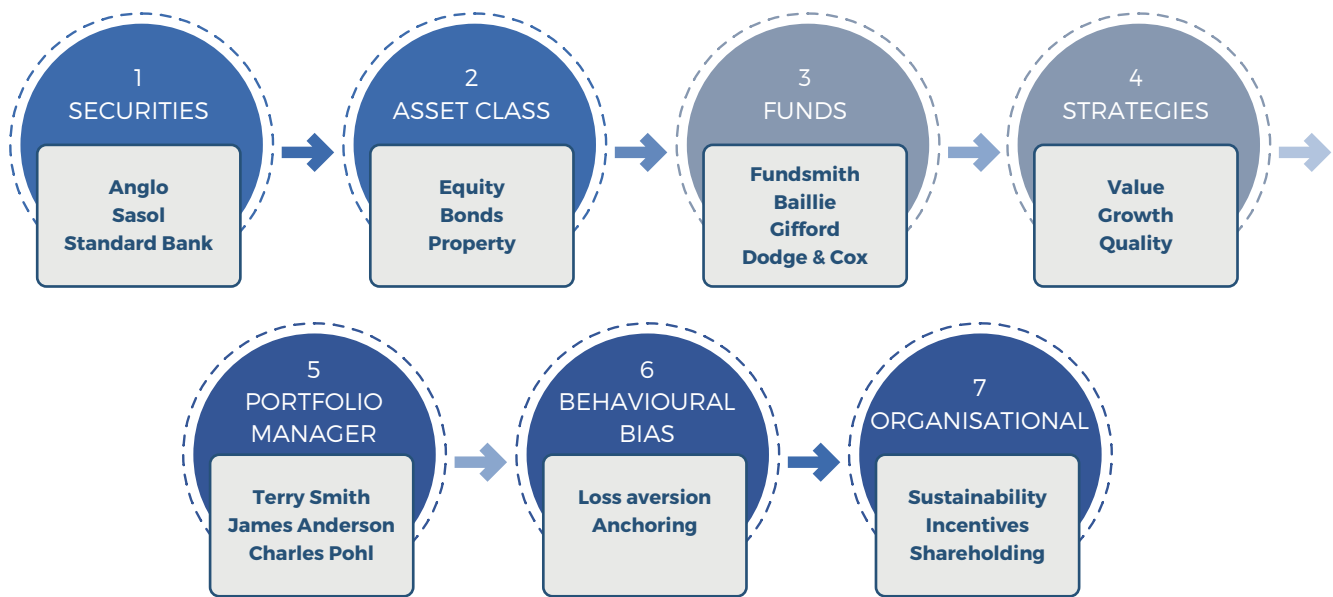 1
SECURITIES
Anglo
Sasol
Standard Bank
2
ASSET CLASS
Equity
Bonds
Property
3
FUNDS
Fundsmith
Baillie
Gifford
Dodge & Cox
4
STRATEGIES
Value
Growth
Quality
5
PORTFOLIO
MANAGER
Terry Smith
James Anderson
Charles Pohl
6
BEHAVIOURAL
BIAS
Loss aversion
Anchoring
7
ORGANISATIONAL
Sustainability
Incentives
Shareholding